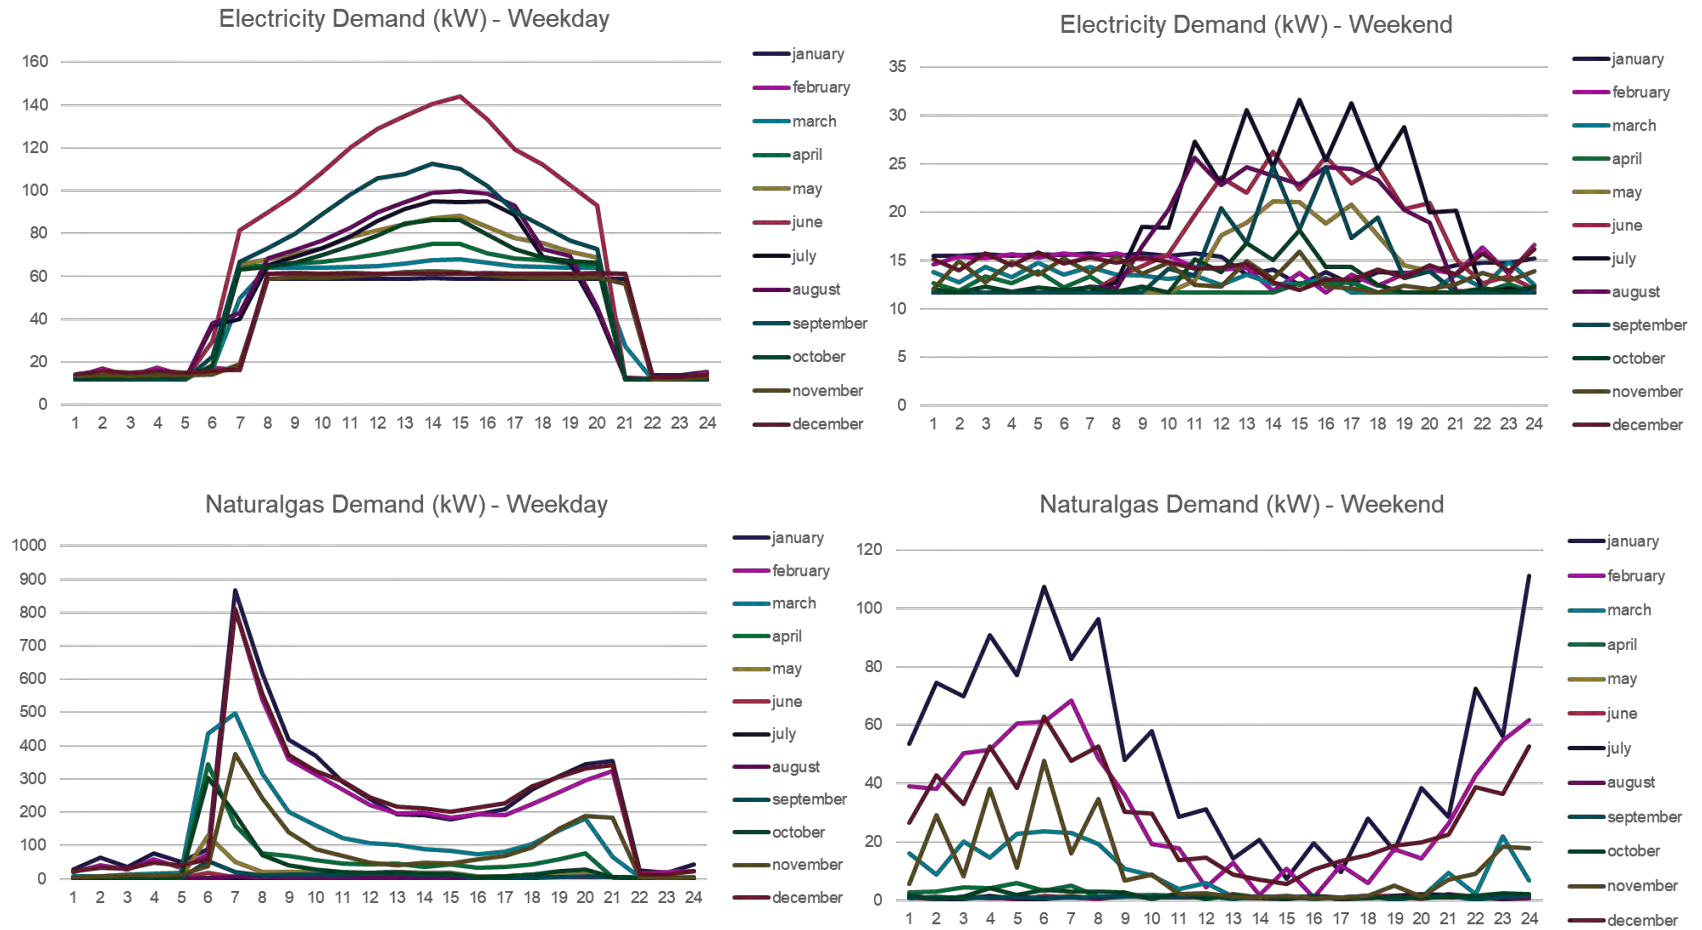 Electricity Demand (kW) - Weekday
160
140
120
100
80
60
40
20
0
1 2 3 4 5 6 7 8 9 10 11 12 13 14 15 16 17 18 19 20 21 22 23 24
january
february
march
april
may
june
july
august
september
october
november
december
Electricity Demand (kW) - Weekend
35
30
25
20
15
10
5
0
1 2 3 4 5 6 7 8 9 10 11 12 13 14 15 16 17 18 19 20 21 22 23 24
january
february
march
april
may
june
july
august
september
october
november
december
Naturalgas Demand (kW) - Weekday
1000
900
800
700
600
500
400
300
200
100
0
1 2 3 4 5 6 7 8 9 10 11 12 13 14 15 16 17 18 19 20 21 22 23 24
january
february
march
april
may
june
july
august
september
october
november
december
Naturalgas Demand (kW) - Weekend
120
100
80
60
40
20
0
1 2 3 4 5 6 7 8 9 10 11 12 13 14 15 16 17 18 19 20 21 22 23 24
january
february
march
april
may
june
july
august
september
october
november
december